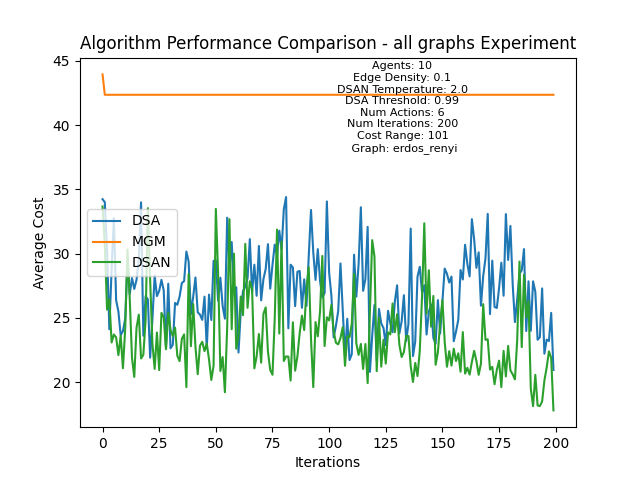 Algorithm Performance Comparison - all graphs Experiment
45
40
35
30
25
20
Average Cost
Agents: 10
Edge Density: 0.1
DSAN Temperature: 2.0
DSA Threshold: 0.99
Num Actions: 6
Num Iterations: 200
Cost Range: 101
Graph: erdos_renyi
DSA
MGM
DSAN
0 25 50 75 100 125 150 175 200
Iterations